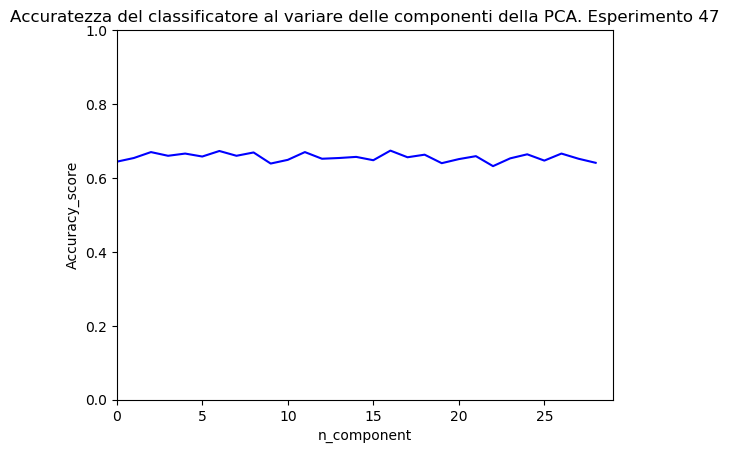 Accuratezza del classificatore al variare delle componenti della PCA. Esperimento 47
1.0
0.8
0.6
0.4
0.2
0.0
Accuracy_score
0 5 10 15 20 25
n_component